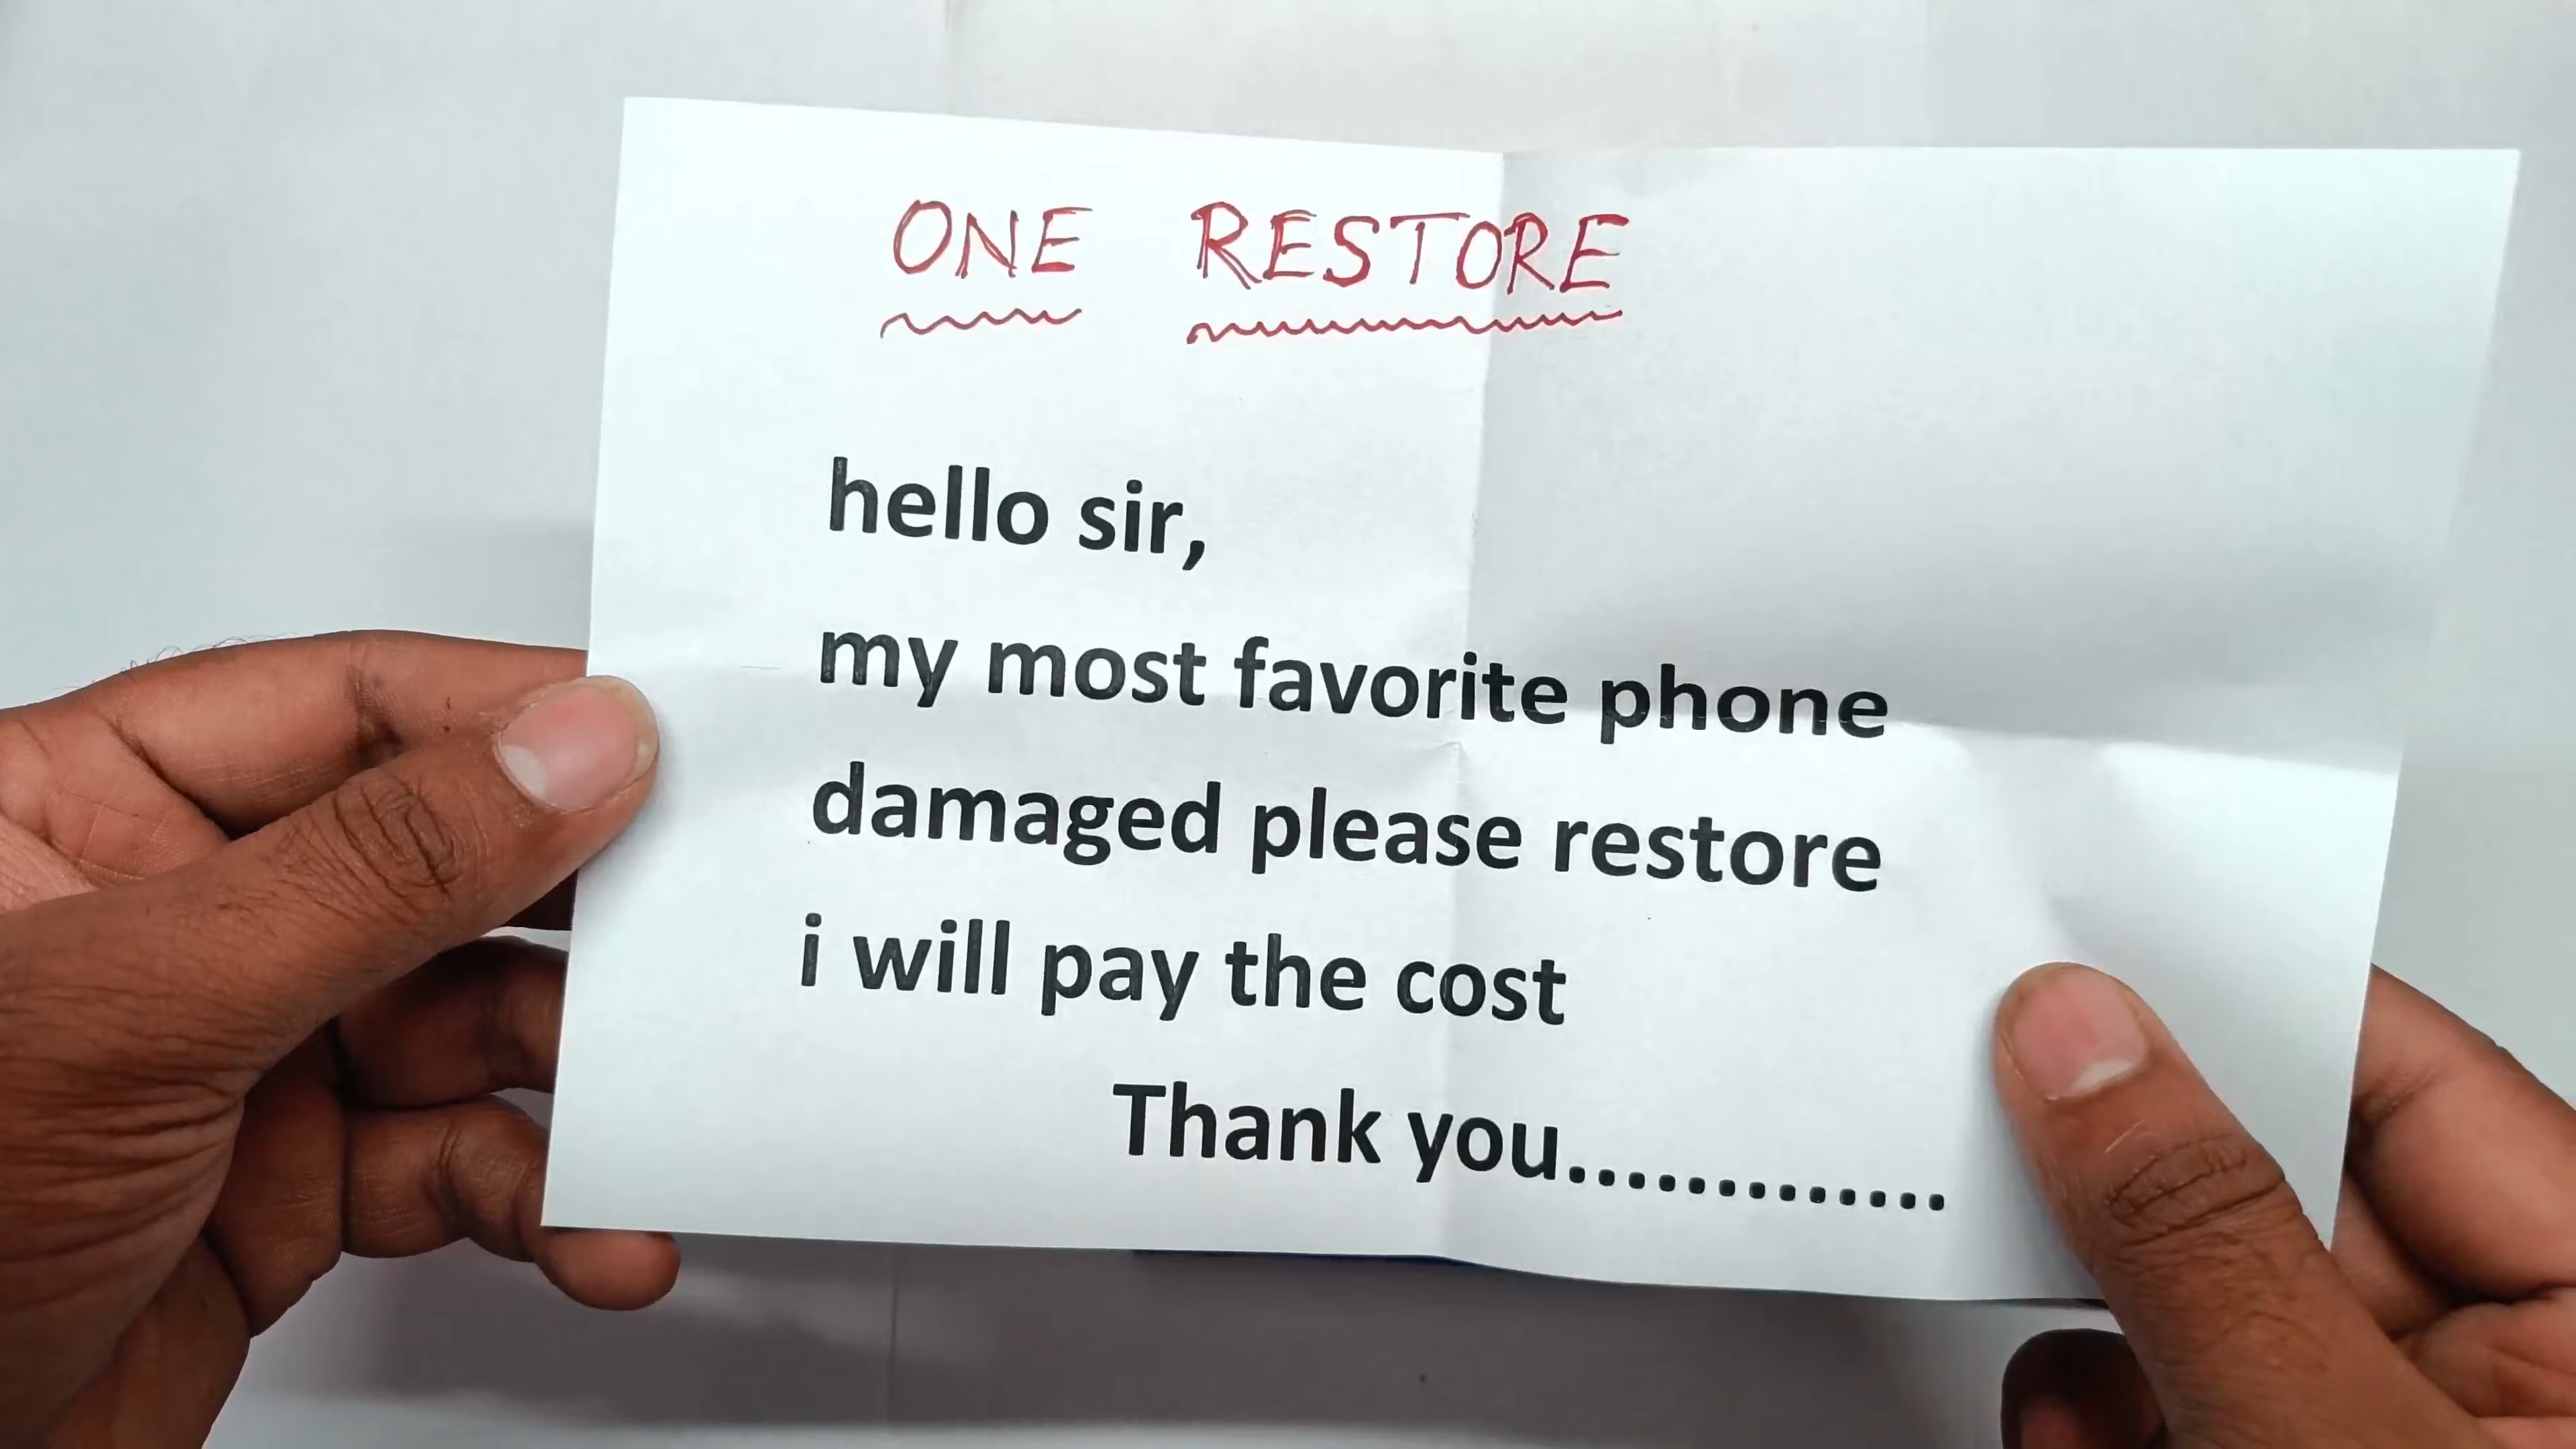 ONE RESTORE
hello sir,
my most favorite phone
damaged please restore
i will pay the cost
Thank you.............